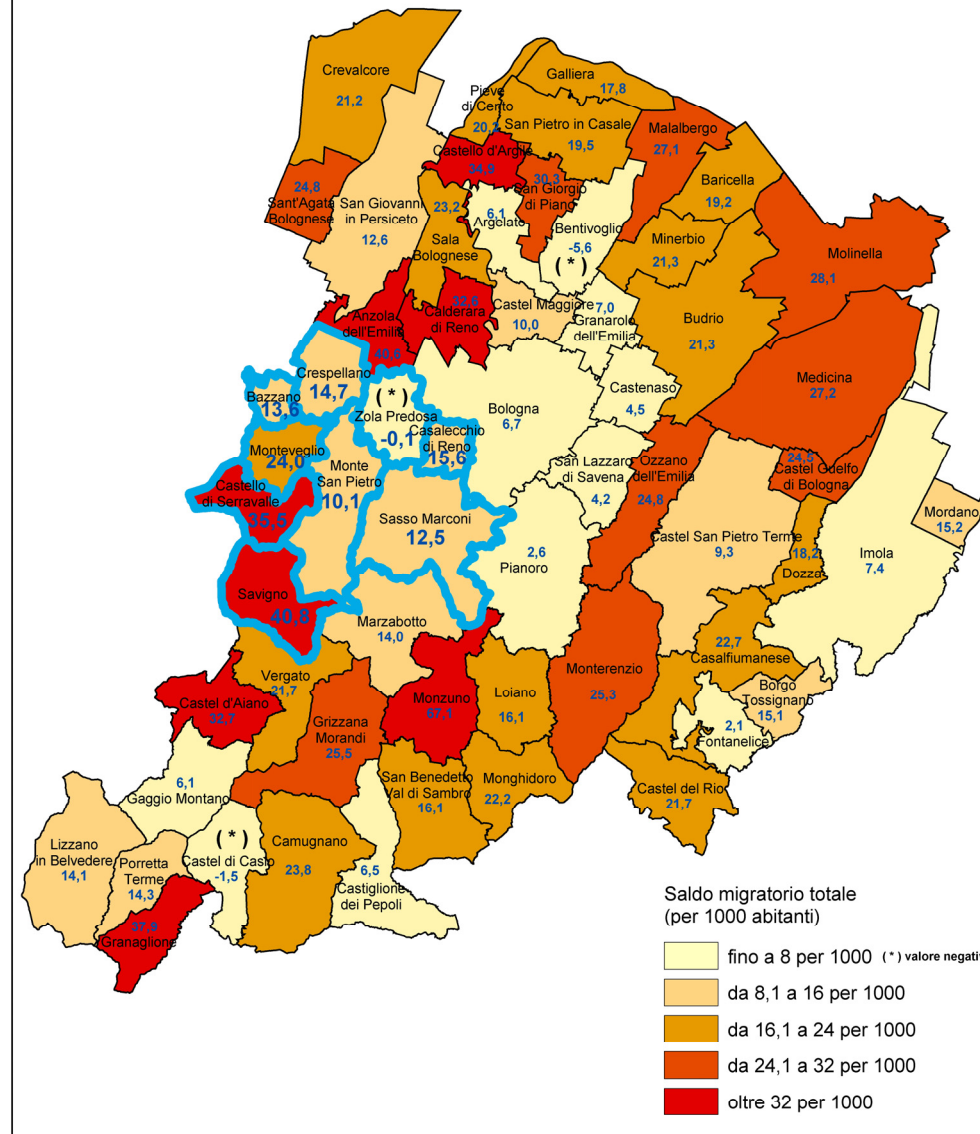 Crevalcore
21,2
Galliera
17,8
Pieve
di Cento
20,2
San Pietro in Casale
19,5
Malalbergo
27,1
Castello d'Argile
34,9
24,8
Sant'Agata
Bolognese
San Giovanni
in Persiceto
12,6
23,2
Sala
Bolognese
6,1
Argelato
30,3
San Giorgio
di Piano
Bentivoglio
-5,6
( * )
Baricella
19,2
Minerbio
21,3
Molinella
28,1
Anzola
dell'Emilia
40,6
32,6
Calderara
di Reno
Castel Maggiore
10,0
7,0
Granarolo
dell'Emilia
Budrio
21,3
Crespellano
14,7
Bazzano
13,6
( * )
Zola Predosa
-0,1
Casalecchio
di Reno
15,6
Bologna
6,7
Castenaso
4,5
Medicina
27,2
Monteveglio
24,0
Castello
di Serravalle
35,5
Monte
San Pietro
10,1
Sasso Marconi
12,5
San Lazzaro
di Savena
4,2
Ozzano
dell'Emilia
24,8
24,5
Castel Guelfo
di Bologna
Mordano
15,2
Castel San Pietro Terme
9,3
18,2
Dozza
Imola
7,4
Savigno
40,8
2,6
Pianoro
Marzabotto
14,0
Vergato
21,7
Castel d'Aiano
32,7
Grizzana
Morandi
25,5
Monzuno
67,1
Loiano
16,1
Monterenzio
25,3
22,7
Casalfiumanese
Borgo
Tossignano
15,1
2,1
Fontanelice
Castel del Rio
21,7
6,1
Gaggio Montano
San Benedetto
Val di Sambro
16,1
Monghidoro
22,2
Lizzano
in Belvedere
14,1
Porretta
Terme
14,3
( * )
Castel di Casio
-1,5
Camugnano
23,8
6,5
Castiglione
dei Pepoli
37,9
Granaglione
Saldo migratorio totale
(per 1000 abitanti)
fino a 8 per 1000 ( * ) valore negati
da 8,1 a 16 per 1000
da 16,1 a 24 per 1000
da 24,1 a 32 per 1000
oltre 32 per 1000